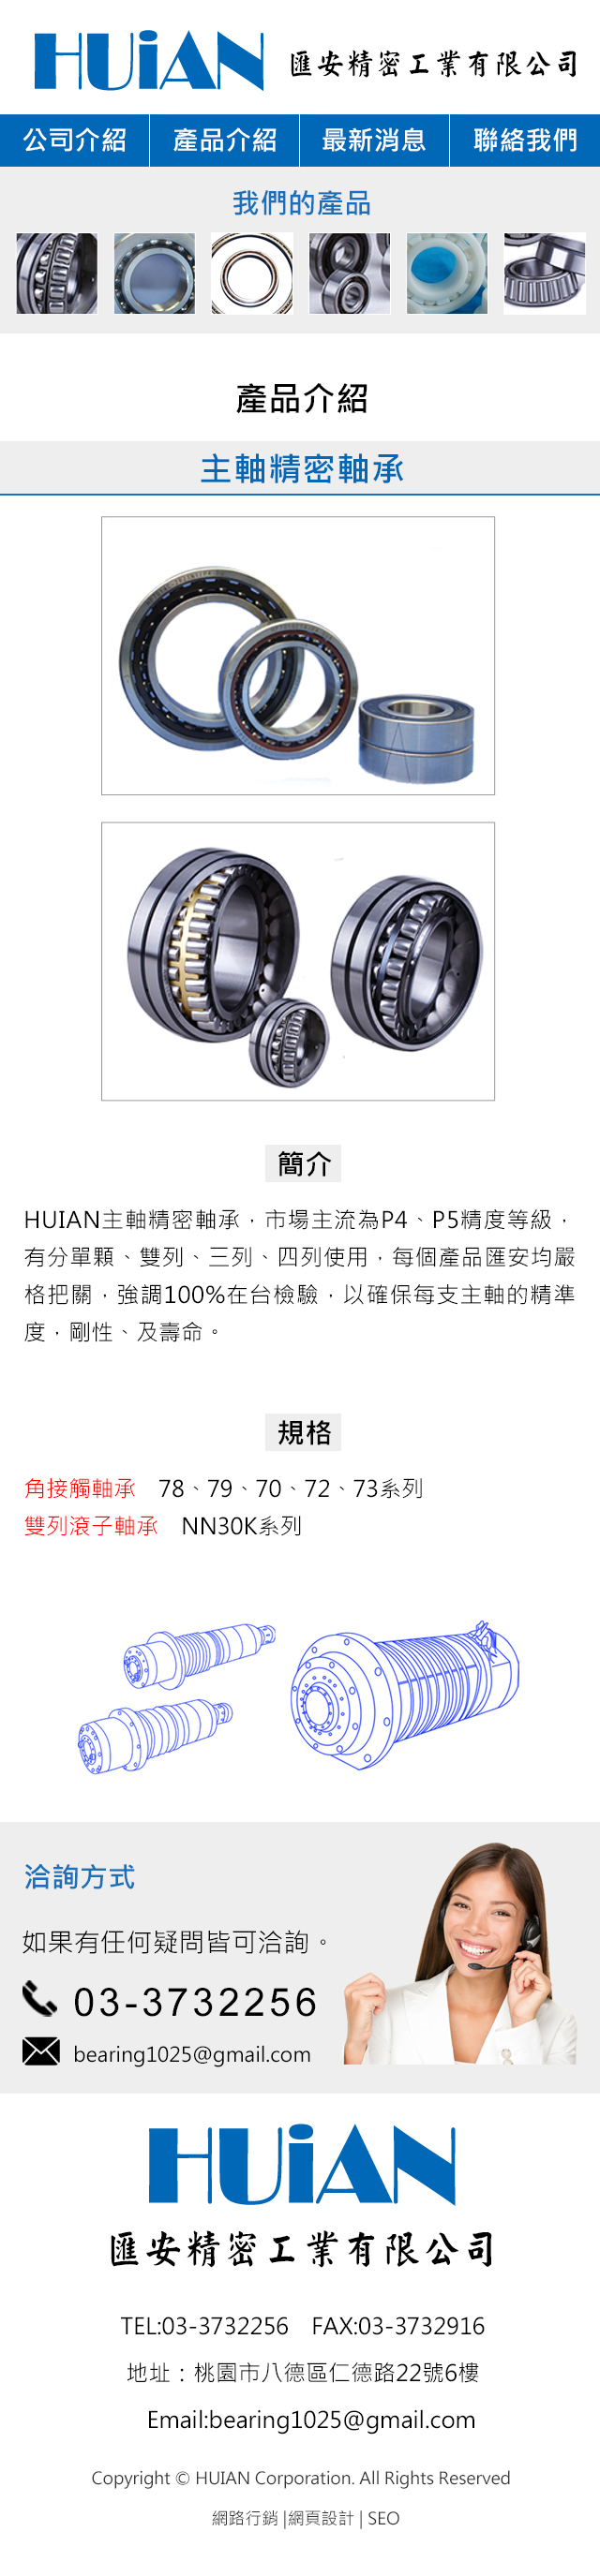 HUiAN 匯安精密工業有限公司
公司介紹 產品介紹 最新消息 聯絡我們
我們的產品
產品介紹
主軸精密軸承
簡介
HUIAN主軸精密軸承，市場主流為P4、P5精度等級，
有分單顆、雙列、三列、四列使用，每個產品匯安均嚴
格把關，強調100%在台檢驗，以確保每支主軸的精準
度，剛性、及壽命。
規格
角接觸軸承 78、79、70、72、73系列
雙列滾子軸承 NN30K系列
洽詢方式
如果有任何疑問皆可洽詢。
03-3732256
bearing1025@gmail.com
HUiAN
匯安精密工業有限公司
TEL:03-3732256 FAX:03-3732916
地址：桃園市八德區仁德路22號6樓
Email:bearing1025@gmail.com
Copyright © HUIAN Corporation. All Rights Reserved
網路行銷 |網頁設計 | SEO